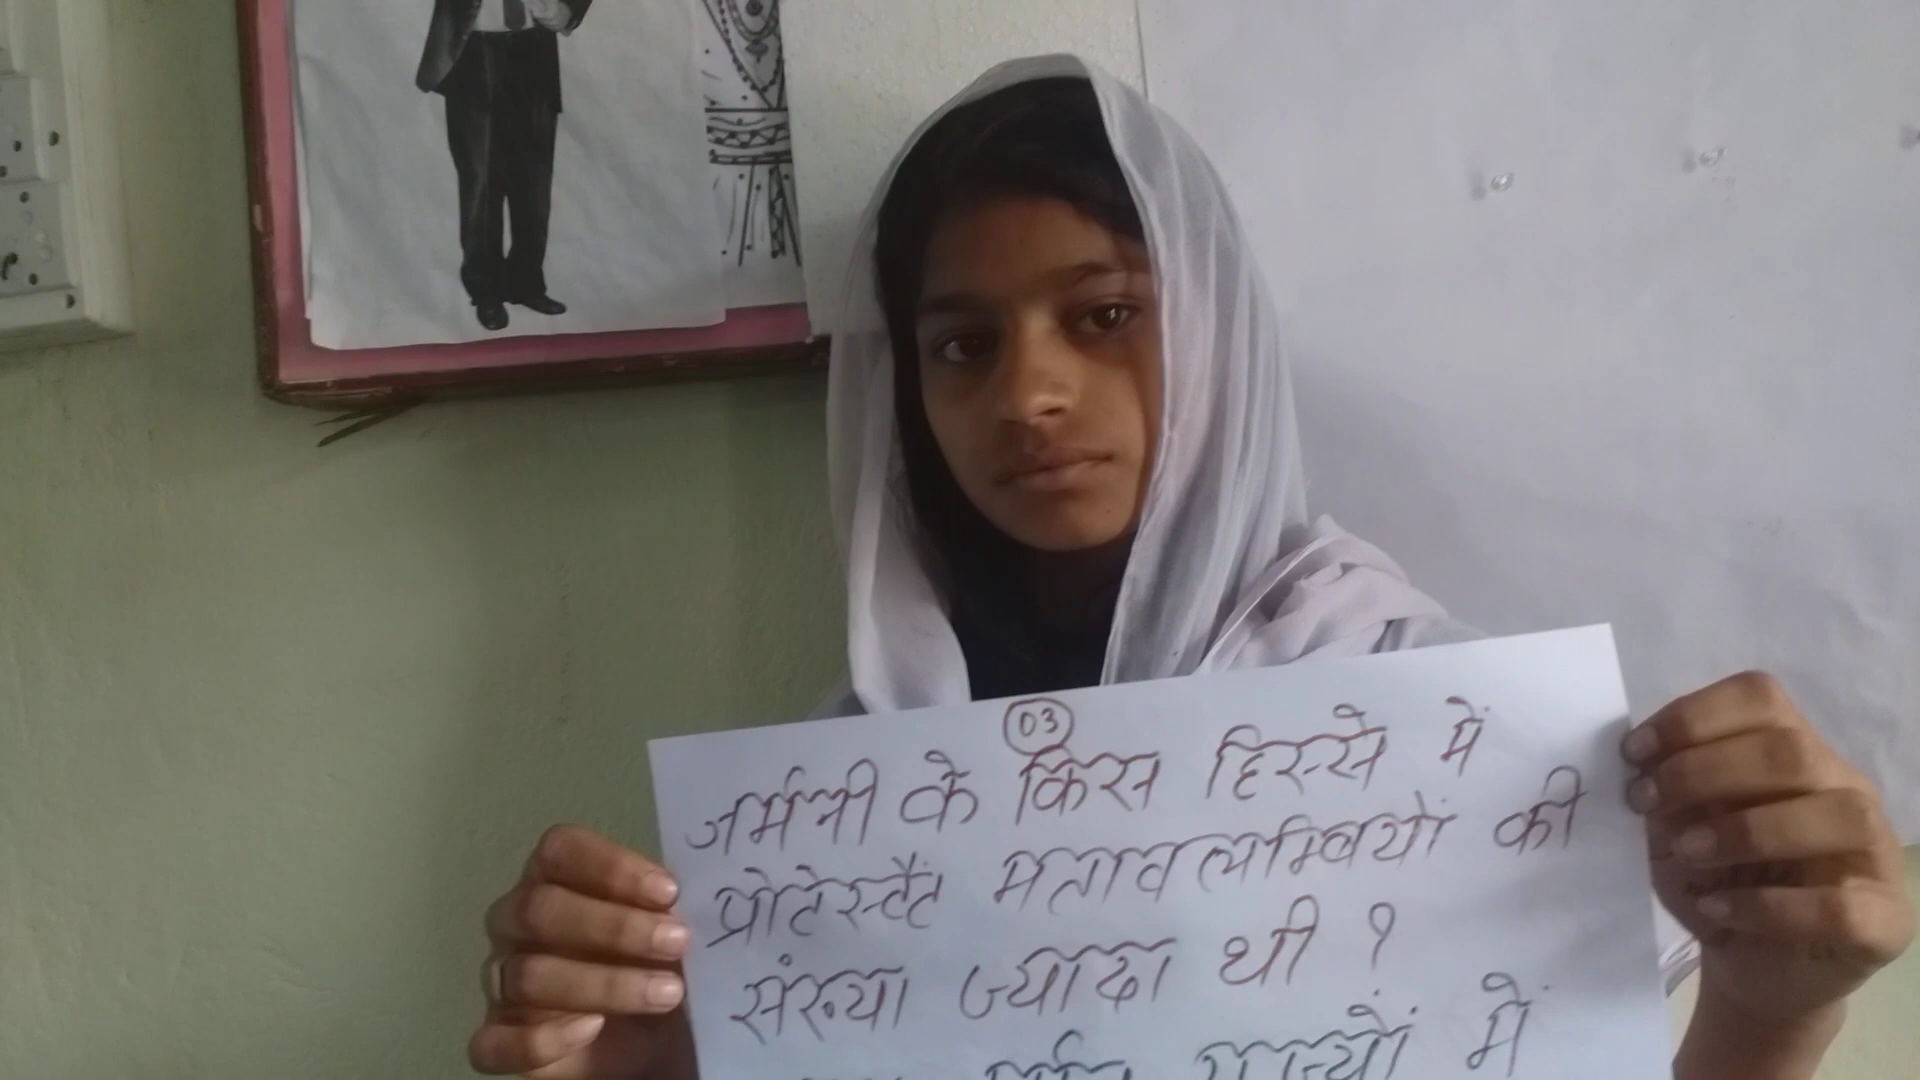 03
जर्मनी के किस हिस्से में
प्रोटेस्टैंट मतावलम्बियों की
संख्या ज्यादा थी ?
राज्यों में